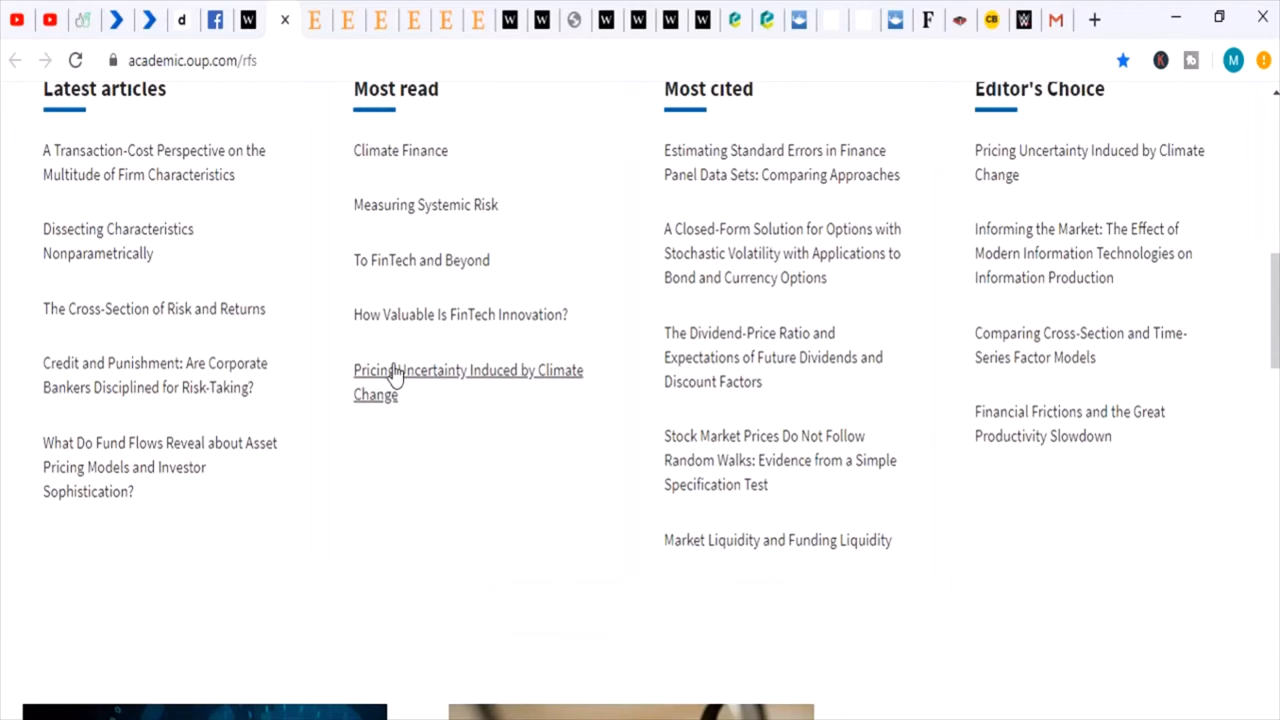 d
W
E
E
E
E
E
E
W
W
W
W
W
W
F
CB
W
M
academic.oup.com/rfs
K
M
Latest articles
A Transaction-Cost Perspective on the
Multitude of Firm Characteristics
Dissecting Characteristics
Nonparametrically
The Cross-Section of Risk and Returns
Credit and Punishment: Are Corporate
Bankers Disciplined for Risk-Taking?
What Do Fund Flows Reveal about Asset
Pricing Models and Investor
Sophistication?
Most read
Climate Finance
Measuring Systemic Risk
To FinTech and Beyond
How Valuable Is FinTech Innovation?
Pricing Uncertainty Induced by Climate
Change
Most cited
Estimating Standard Errors in Finance
Panel Data Sets: Comparing Approaches
A Closed-Form Solution for Options with
Stochastic Volatility with Applications to
Bond and Currency Options
The Dividend-Price Ratio and
Expectations of Future Dividends and
Discount Factors
Stock Market Prices Do Not Follow
Random Walks: Evidence from a Simple
Specification Test
Market Liquidity and Funding Liquidity
Editor's Choice
Pricing Uncertainty Induced by Climate
Change
Informing the Market: The Effect of
Modern Information Technologies on
Information Production
Comparing Cross-Section and Time-
Series Factor Models
Financial Frictions and the Great
Productivity Slowdown